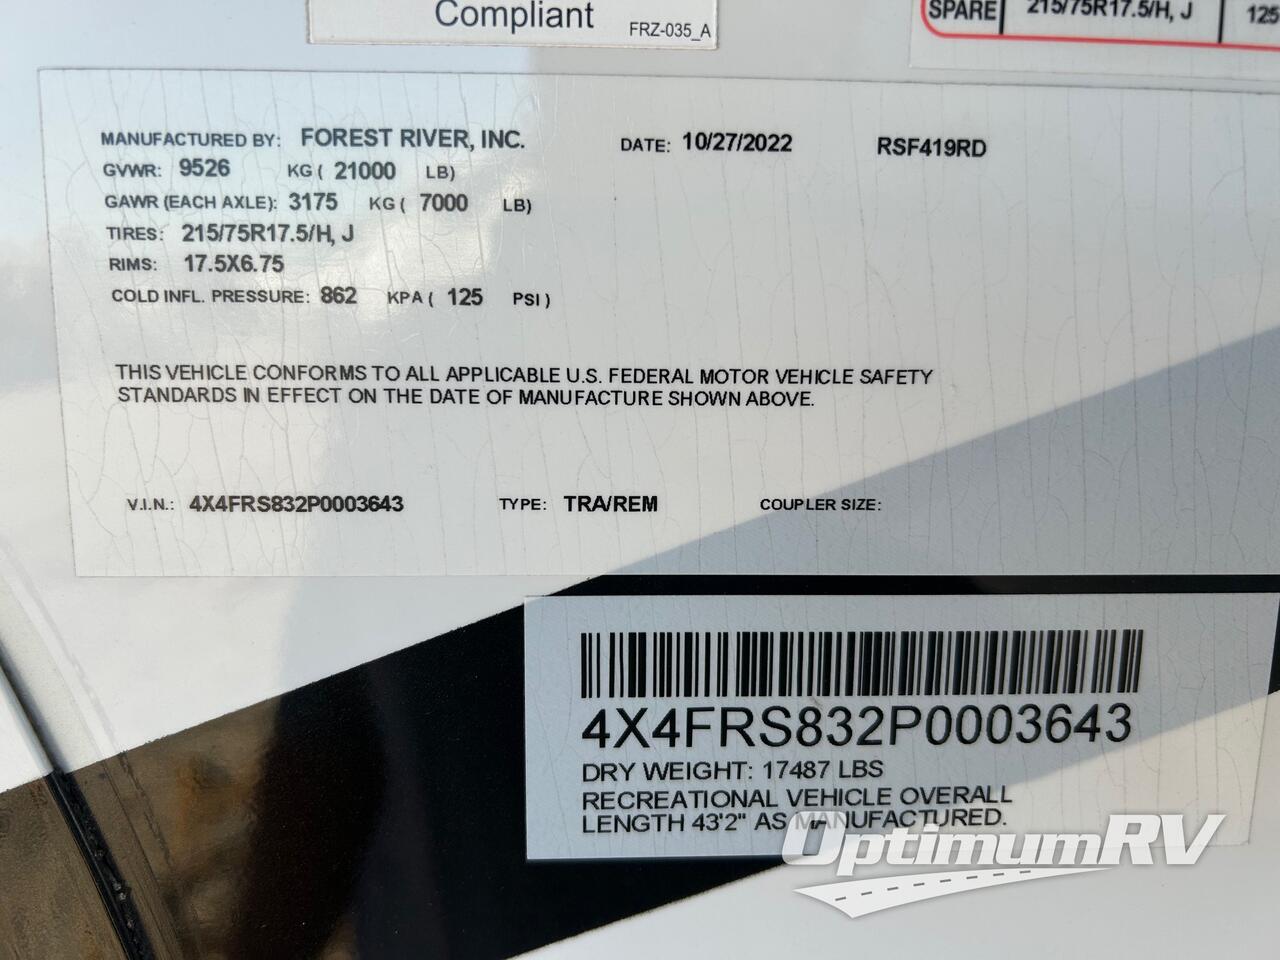 Compliant
FRZ-035_A
SPARE 215/75R17.5/H, J 125
MANUFACTURED BY: FOREST RIVER, INC. DATE: 10/27/2022 RSF419RD
GVWR: 9526 KG ( 21000 LB)
GAWR (EACH AXLE): 3175 KG ( 7000 LB)
TIRES: 215/75R17.5/H, J
RIMS: 17.5X6.75
COLD INFL. PRESSURE: 862 KPA ( 125 PSI )
THIS VEHICLE CONFORMS TO ALL APPLICABLE U.S. FEDERAL MOTOR VEHICLE SAFETY
STANDARDS IN EFFECT ON THE DATE OF MANUFACTURE SHOWN ABOVE.
V.I.N.: 4X4FRS832P0003643 TYPE: TRA/REM COUPLER SIZE:
4X4FRS832P0003643
DRY WEIGHT: 17487 LBS
RECREATIONAL VEHICLE OVERALL
LENGTH 43'2" AS MANUFACTURED.
OptimumRV